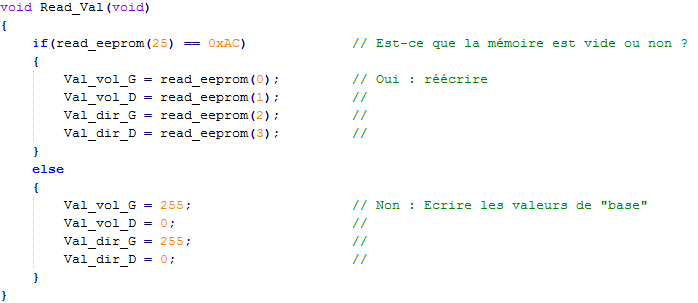 void Read_Val(void)
{
    if(read_eeprom(25) == 0xAC)             // Est-ce que la mémoire est vide ou non ?
    {
        Val_vol_G = read_eeprom(0);         // Oui : réécrire
        Val_vol_D = read_eeprom(1);         //
        Val_dir_G = read_eeprom(2);         //
        Val_dir_D = read_eeprom(3);         //
    }
    else
    {
        Val_vol_G = 255;                    // Non : Ecrire les valeurs de "base"
        Val_vol_D = 0;                      //
        Val_dir_G = 255;                    //
        Val_dir_D = 0;                      //
    }
}